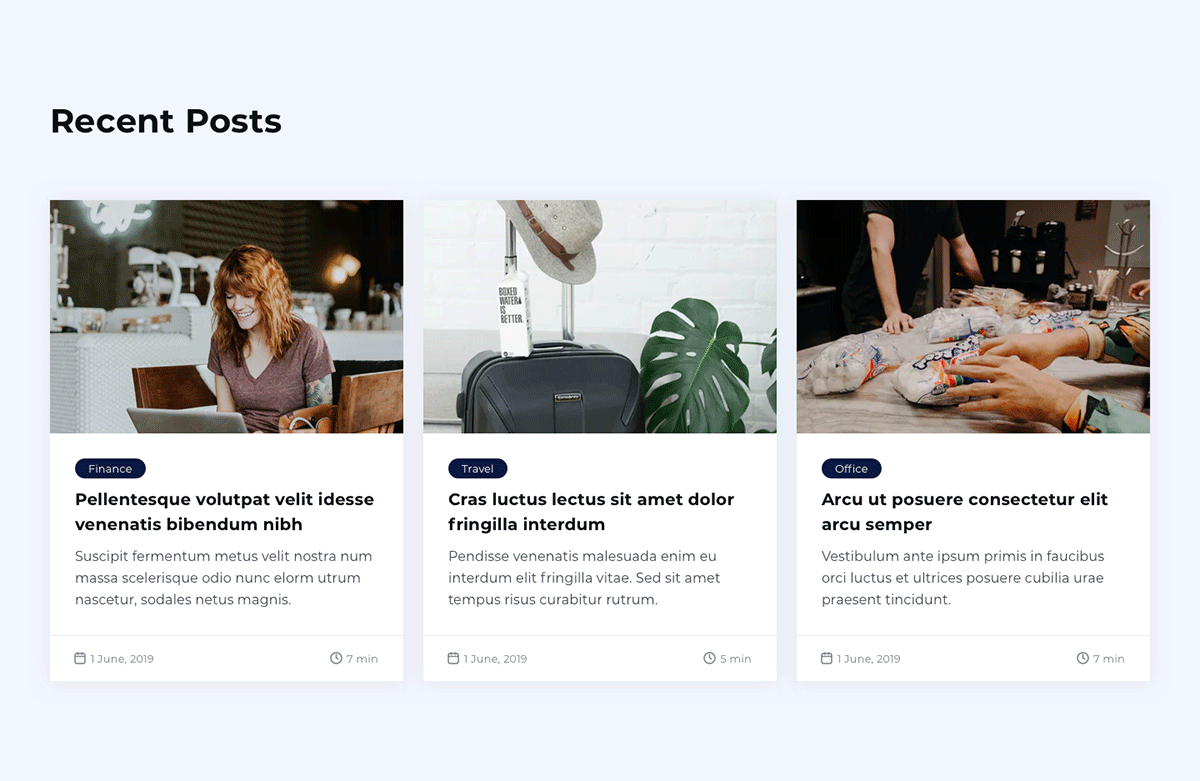 Recent Posts
BOXED
WATER
IS
BETTER.
Finance
Pellentesque volutpat velit idesse
venenatis bibendum nibh
Suscipit fermentum metus velit nostra num
massa scelerisque odio nunc elorm utrum
nascetur, sodales netus magnis.
1 June, 2019
7 min
Travel
Cras luctus lectus sit amet dolor
fringilla interdum
Pendisse venenatis malesuada enim eu
interdum elit fringilla vitae. Sed sit amet
tempus risus curabitur rutrum.
1 June, 2019
5 min
Office
Arcu ut posuere consectetur elit
arcu semper
Vestibulum ante ipsum primis in faucibus
orci luctus et ultrices posuere cubilia urae
praesent tincidunt.
1 June, 2019
7 min